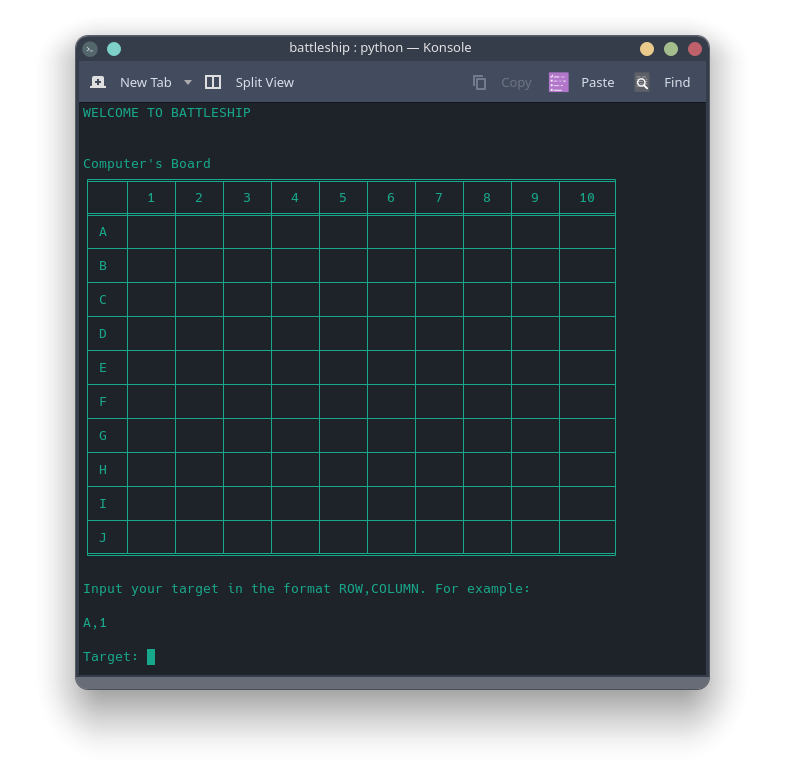 battleship : python — Konsole
New Tab Split View Copy Paste Find
WELCOME TO BATTLESHIP
Computer's Board
1 2 3 4 5 6 7 8 9 10
A
B
C
D
E
F
G
H
I
J
Input your target in the format ROW,COLUMN. For example:
A,1
Target: